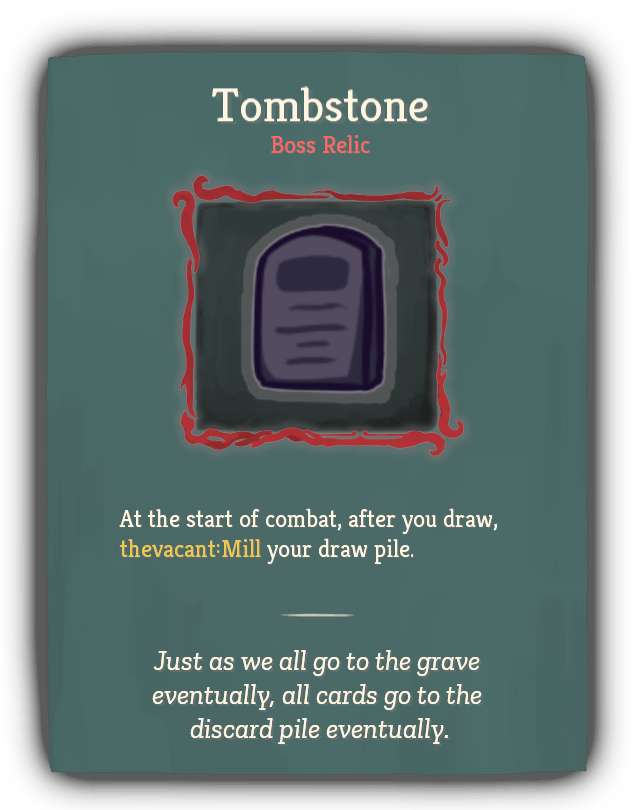 Tombstone
Boss Relic
At the start of combat, after you draw,
thevacant:Mill your draw pile.
Just as we all go to the grave
eventually, all cards go to the
discard pile eventually.